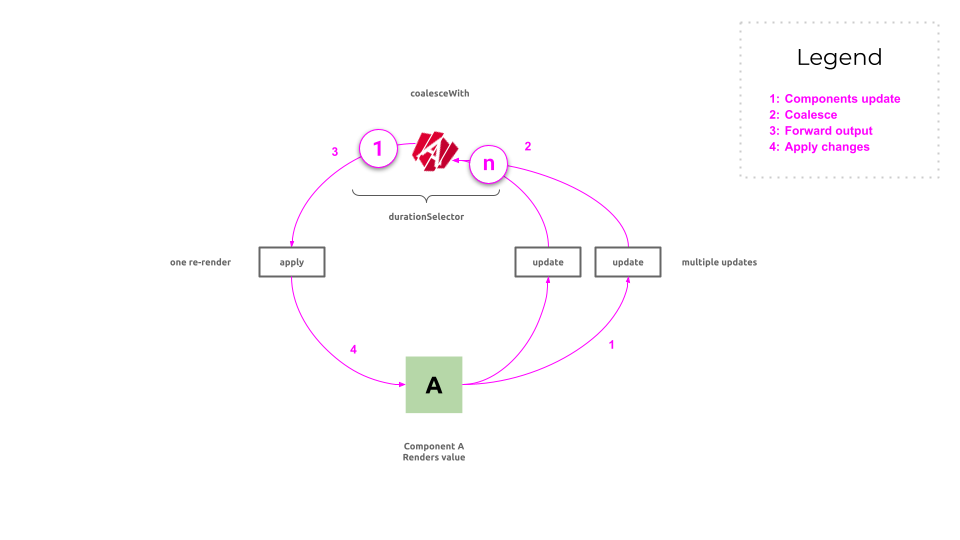 Legend
1: Components update
2: Coalesce
3: Forward output
4: Apply changes
coalesceWith
3
1
n
2
durationSelector
one re-render
apply
update
update
multiple updates
4
1
A
Component A
Renders value